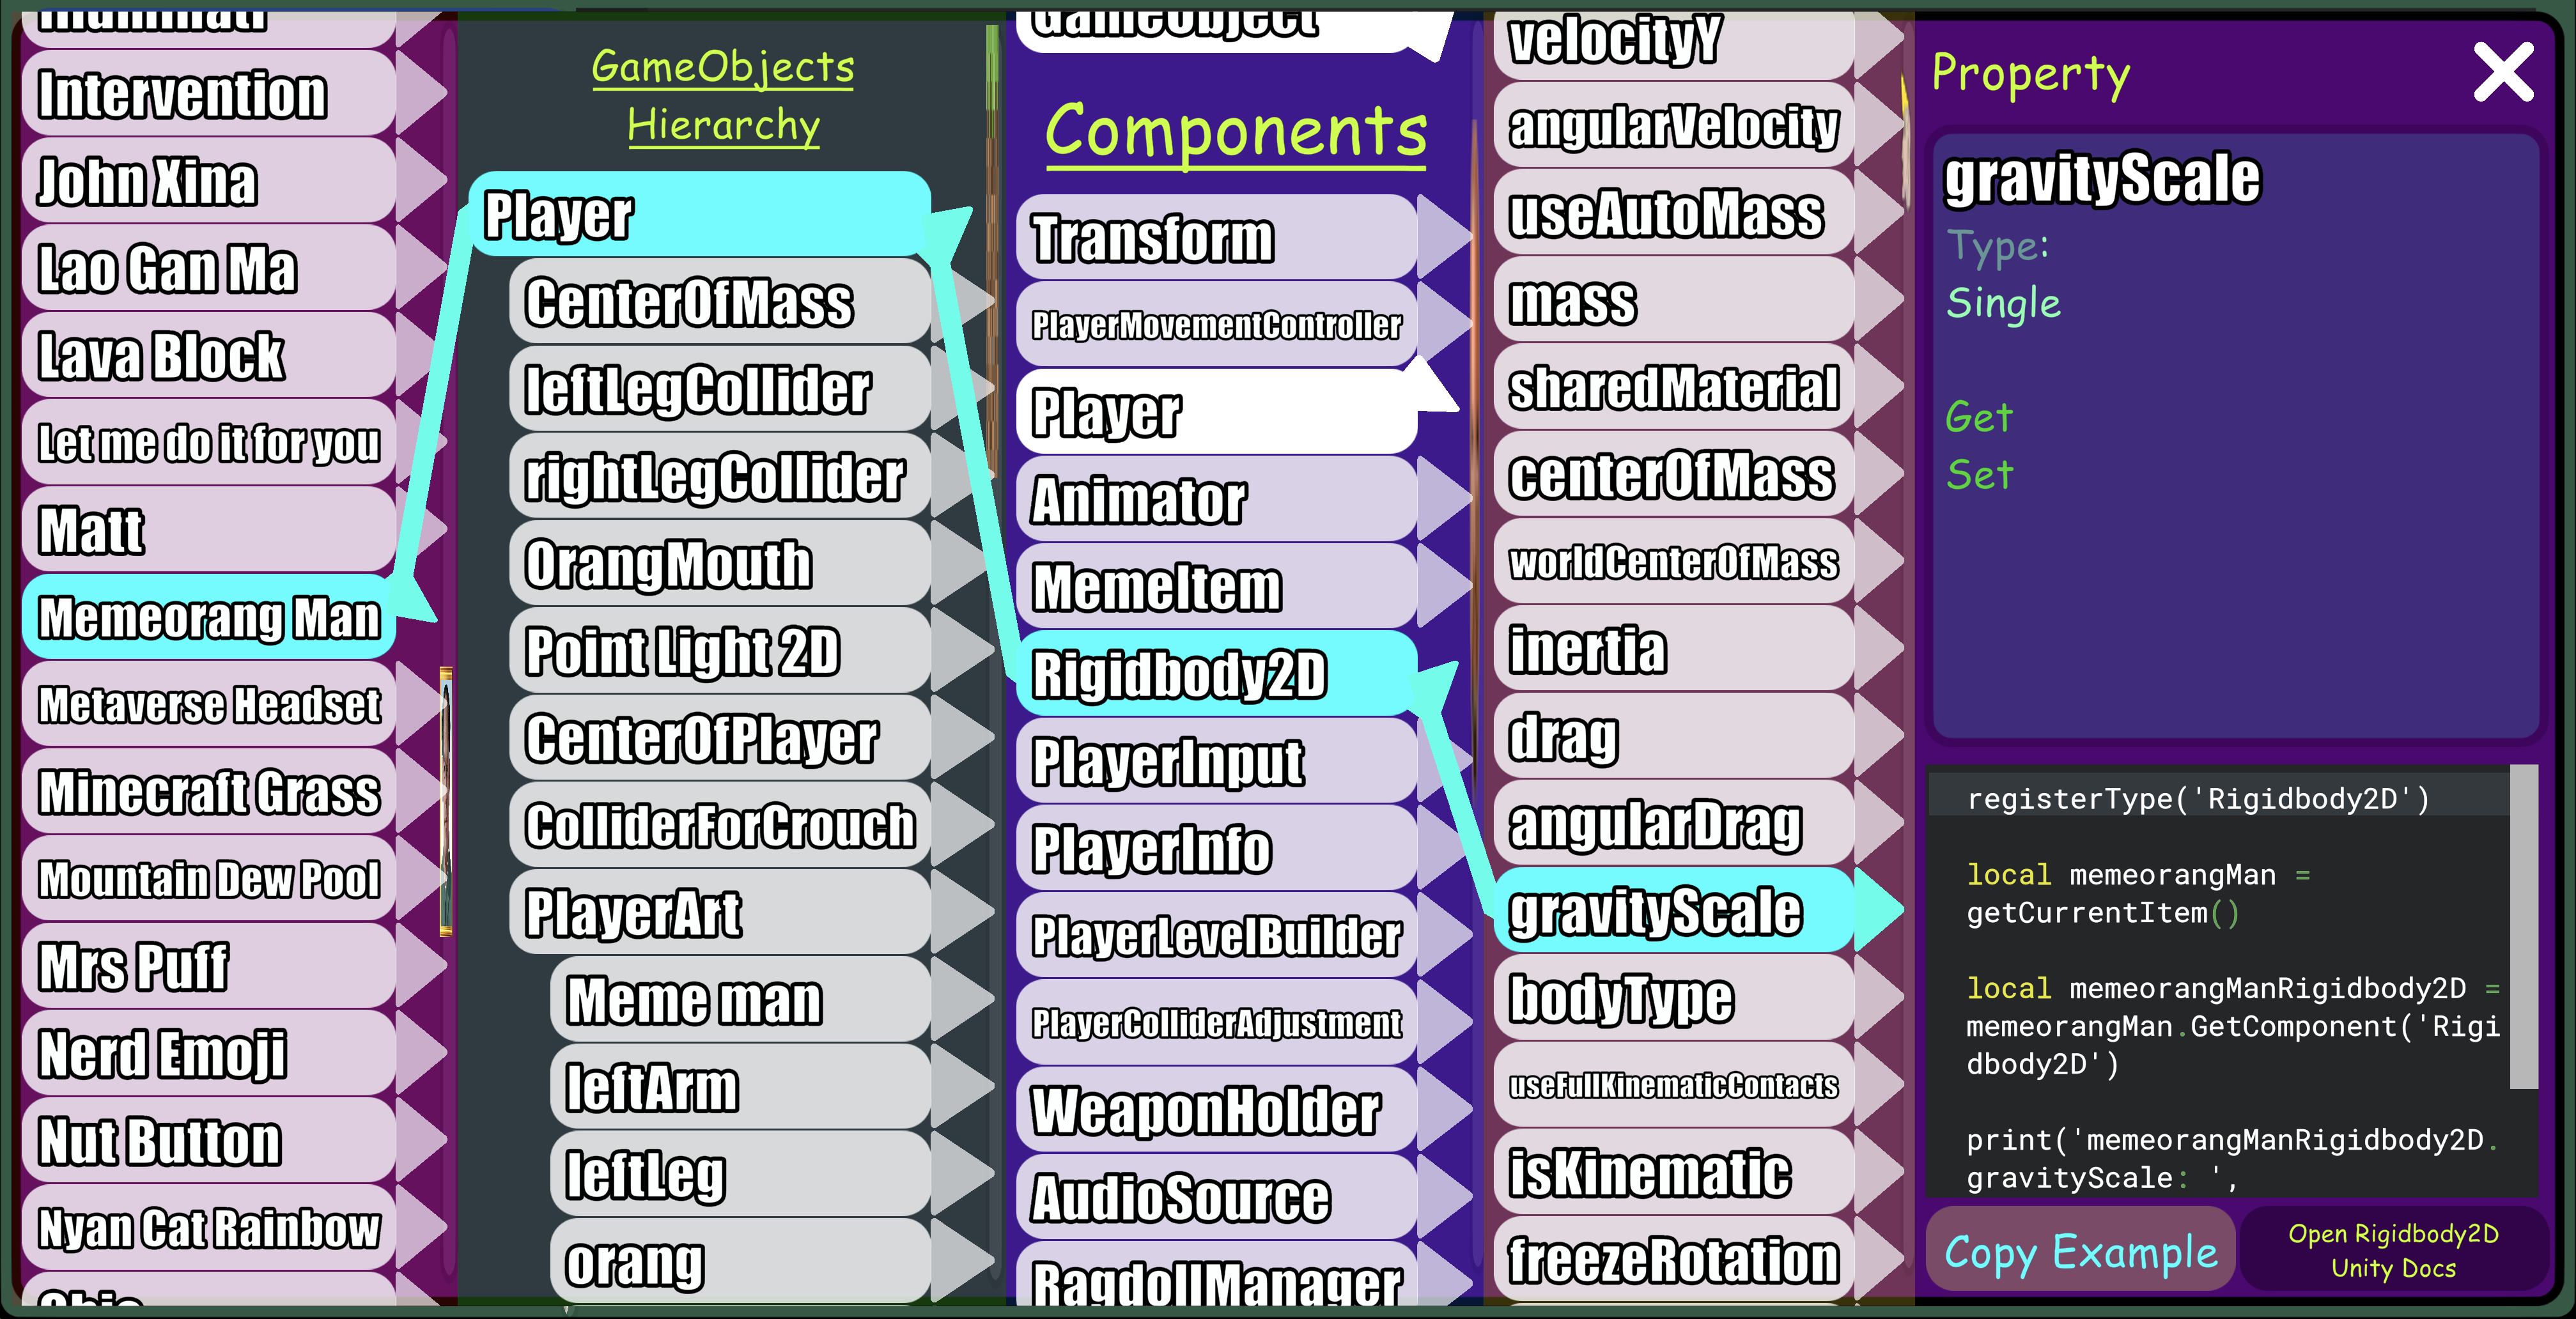 Illuminati
Intervention
John Xina
Lao Gan Ma
Lava Block
Let me do it for you
Matt
Memeorang Man
Metaverse Headset
Minecraft Grass
Mountain Dew Pool
Mrs Puff
Nerd Emoji
Nut Button
Nyan Cat Rainbow
GameObjects
Hierarchy
Player
CenterOfMass
leftLegCollider
rightLegCollider
OrangMouth
Point Light 2D
CenterOfPlayer
ColliderForCrouch
PlayerArt
Meme man
leftArm
leftLeg
orang
GameObject
Components
Transform
PlayerMovementController
Player
Animator
MemeItem
Rigidbody2D
PlayerInput
PlayerInfo
PlayerLevelBuilder
PlayerColliderAdjustment
WeaponHolder
AudioSource
RagdollManager
velocityY
angularVelocity
useAutoMass
mass
sharedMaterial
centerOfMass
worldCenterOfMass
inertia
drag
angularDrag
gravityScale
bodyType
useFullKinematicContacts
isKinematic
freezeRotation
Property
gravityScale
Type:
Single
Get
Set
registerType('Rigidbody2D')
local memeorangMan =
getCurrentItem()
local memeorangManRigidbody2D =
memeorangMan.GetComponent('Rigi
dbody2D')
print('memeorangManRigidbody2D.
gravityScale: ',
Copy Example
Open Rigidbody2D
Unity Docs